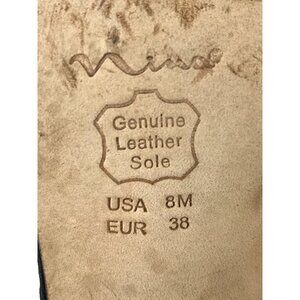 Nina
Genuine
Leather
Sole
USA 8M
EUR 38